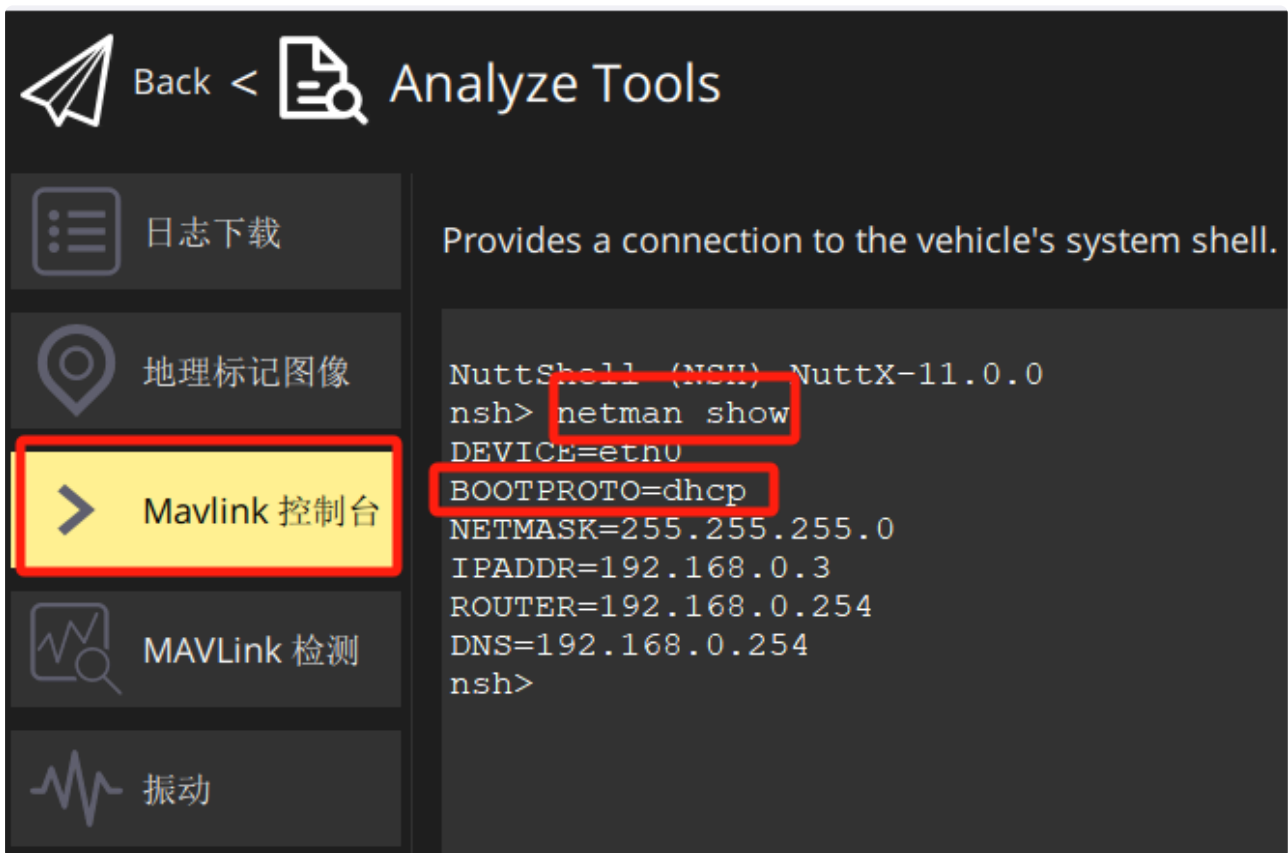 Back < Analyze Tools
日志下载
地理标记图像
Mavlink 控制台
MAVLink 检测
振动
Provides a connection to the vehicle's system shell.
NuttShell (NSH) NuttX-11.0.0
nsh> netman show
DEVICE=eth0
BOOTPROTO=dhcp
NETMASK=255.255.255.0
IPADDR=192.168.0.3
ROUTER=192.168.0.254
DNS=192.168.0.254
nsh>